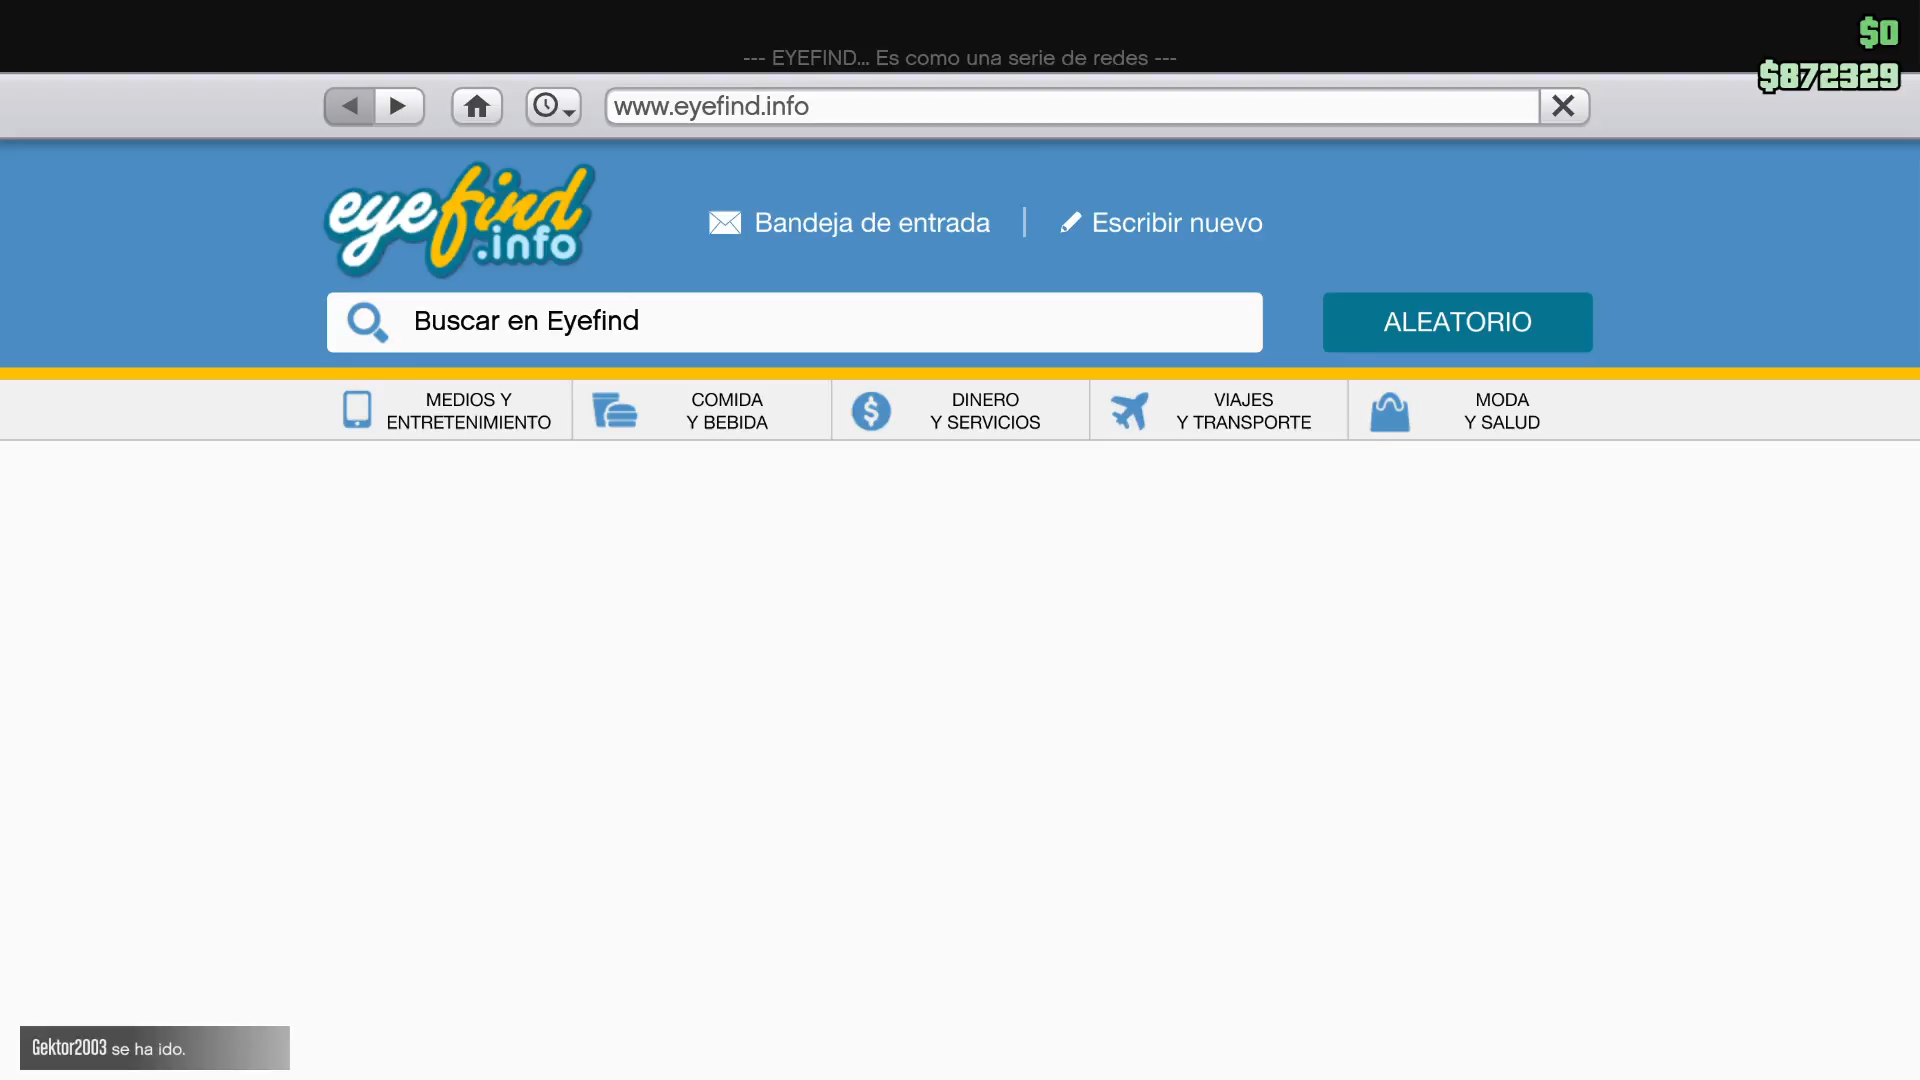 $0
--- EYEFIND... Es como una serie de redes ---
$872329
www.eyefind.info
eyefind
.info
Bandeja de entrada
Escribir nuevo
Buscar en Eyefind
ALEATORIO
MEDIOS Y
ENTRETENIMIENTO
COMIDA
Y BEBIDA
DINERO
Y SERVICIOS
VIAJES
Y TRANSPORTE
MODA
Y SALUD
Gektor2003 se ha ido.